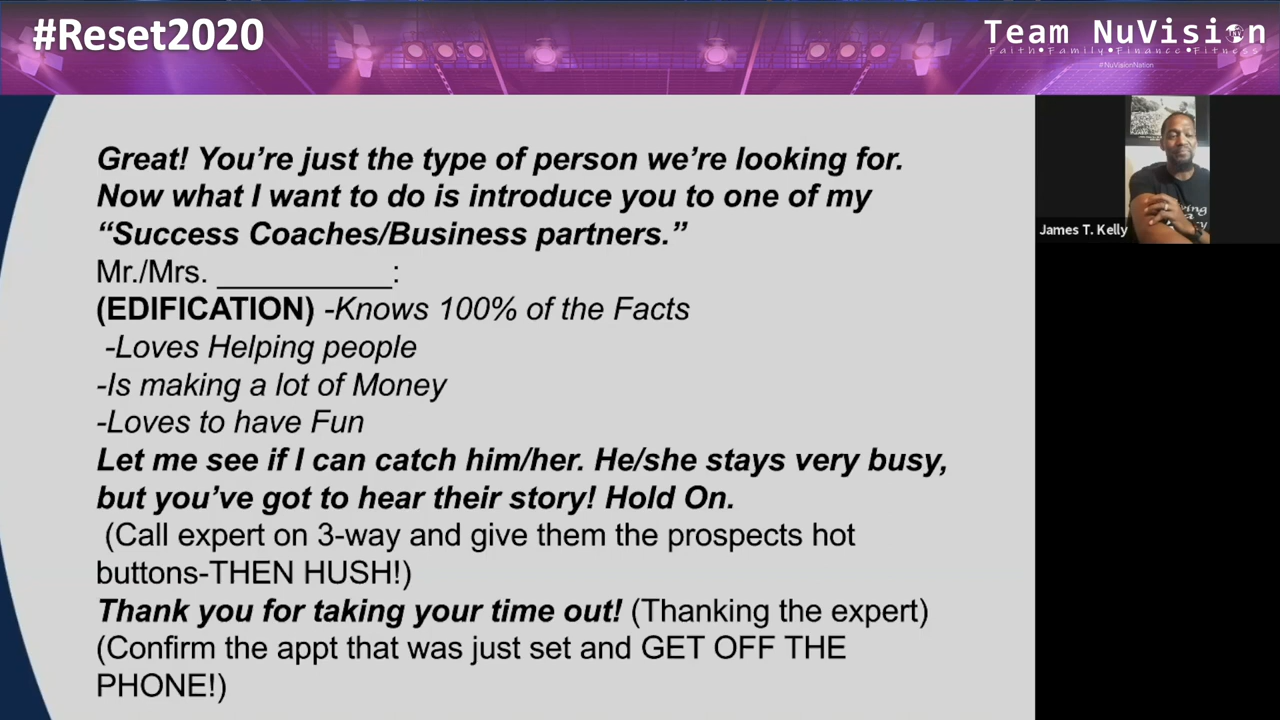 #Reset2020
Team NuVision
Faith•Family•Finance•Fitness
#NuVisionNation
Great! You’re just the type of person we’re looking for.
Now what I want to do is introduce you to one of my
“Success Coaches/Business partners.”
Mr./Mrs. __________:
(EDIFICATION) -Knows 100% of the Facts
-Loves Helping people
-Is making a lot of Money
-Loves to have Fun
Let me see if I can catch him/her. He/she stays very busy,
but you’ve got to hear their story! Hold On.
(Call expert on 3-way and give them the prospects hot
buttons-THEN HUSH!)
Thank you for taking your time out! (Thanking the expert)
(Confirm the appt that was just set and GET OFF THE
PHONE!)
James T. Kelly